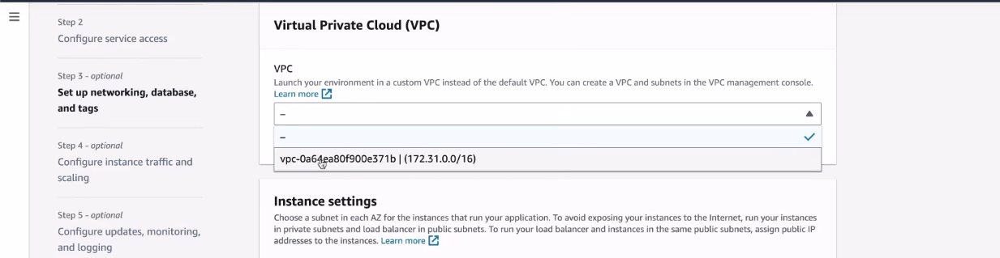 Step 2
Configure service access
Step 3 - optional
Set up networking, database,
and tags
Step 4 - optional
Configure instance traffic and
scaling
Step 5 - optional
Configure updates, monitoring,
and logging
Virtual Private Cloud (VPC)
VPC
Launch your environment in a custom VPC instead of the default VPC. You can create a VPC and subnets in the VPC management console.
Learn more
–
–
vpc-0a64ea80f900e371b | (172.31.0.0/16)
Instance settings
Choose a subnet in each AZ for the instances that run your application. To avoid exposing your instances to the Internet, run your instances
in private subnets and load balancer in public subnets. To run your load balancer and instances in the same public subnets, assign public IP
addresses to the instances. Learn more